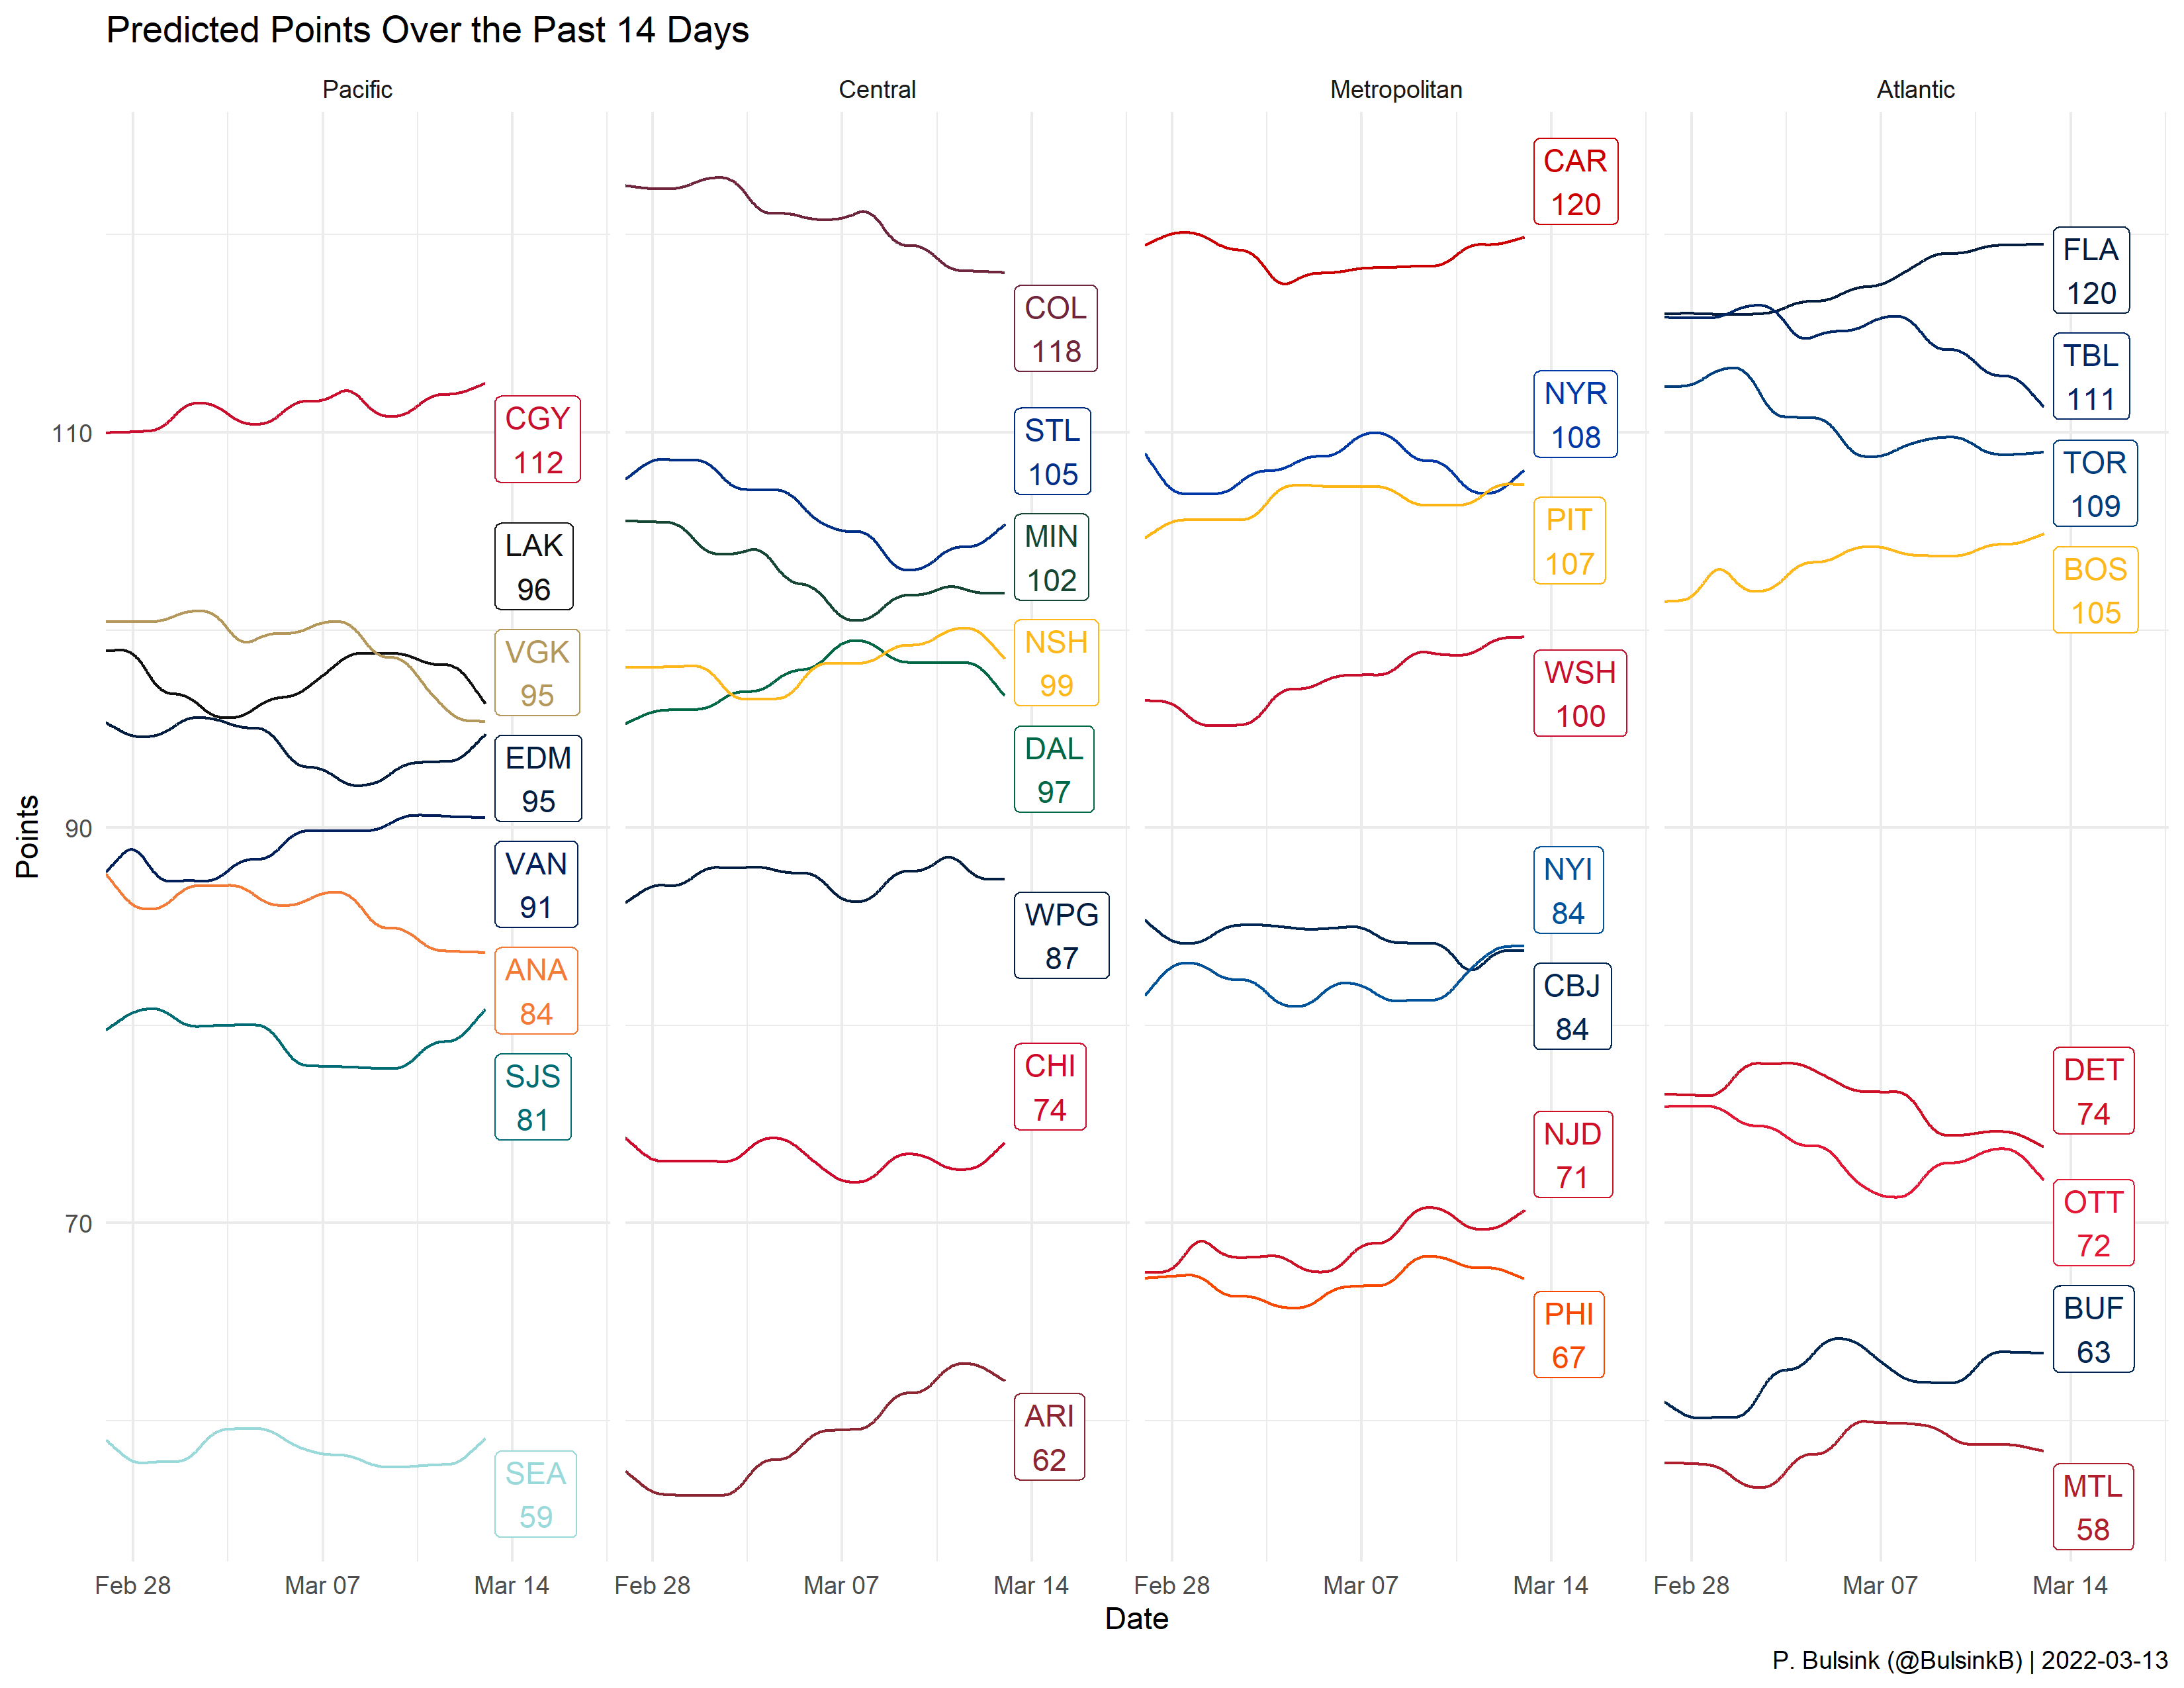 Predicted Points Over the Past 14 Days
Pacific
Central
Metropolitan
Atlantic
Points
110
90
70
CGY
112
LAK
96
VGK
95
EDM
95
VAN
91
ANA
84
SJS
81
SEA
59
COL
118
STL
105
MIN
102
NSH
99
DAL
97
WPG
87
CHI
74
ARI
62
CAR
120
NYR
108
PIT
107
WSH
100
NYI
84
CBJ
84
NJD
71
PHI
67
FLA
120
TBL
111
TOR
109
BOS
105
DET
74
OTT
72
BUF
63
MTL
58
Feb 28 Mar 07 Mar 14 Feb 28 Mar 07 Mar 14 Feb 28 Mar 07 Mar 14 Feb 28 Mar 07 Mar 14
Date
P. Bulsink (@BulsinkB) | 2022-03-13